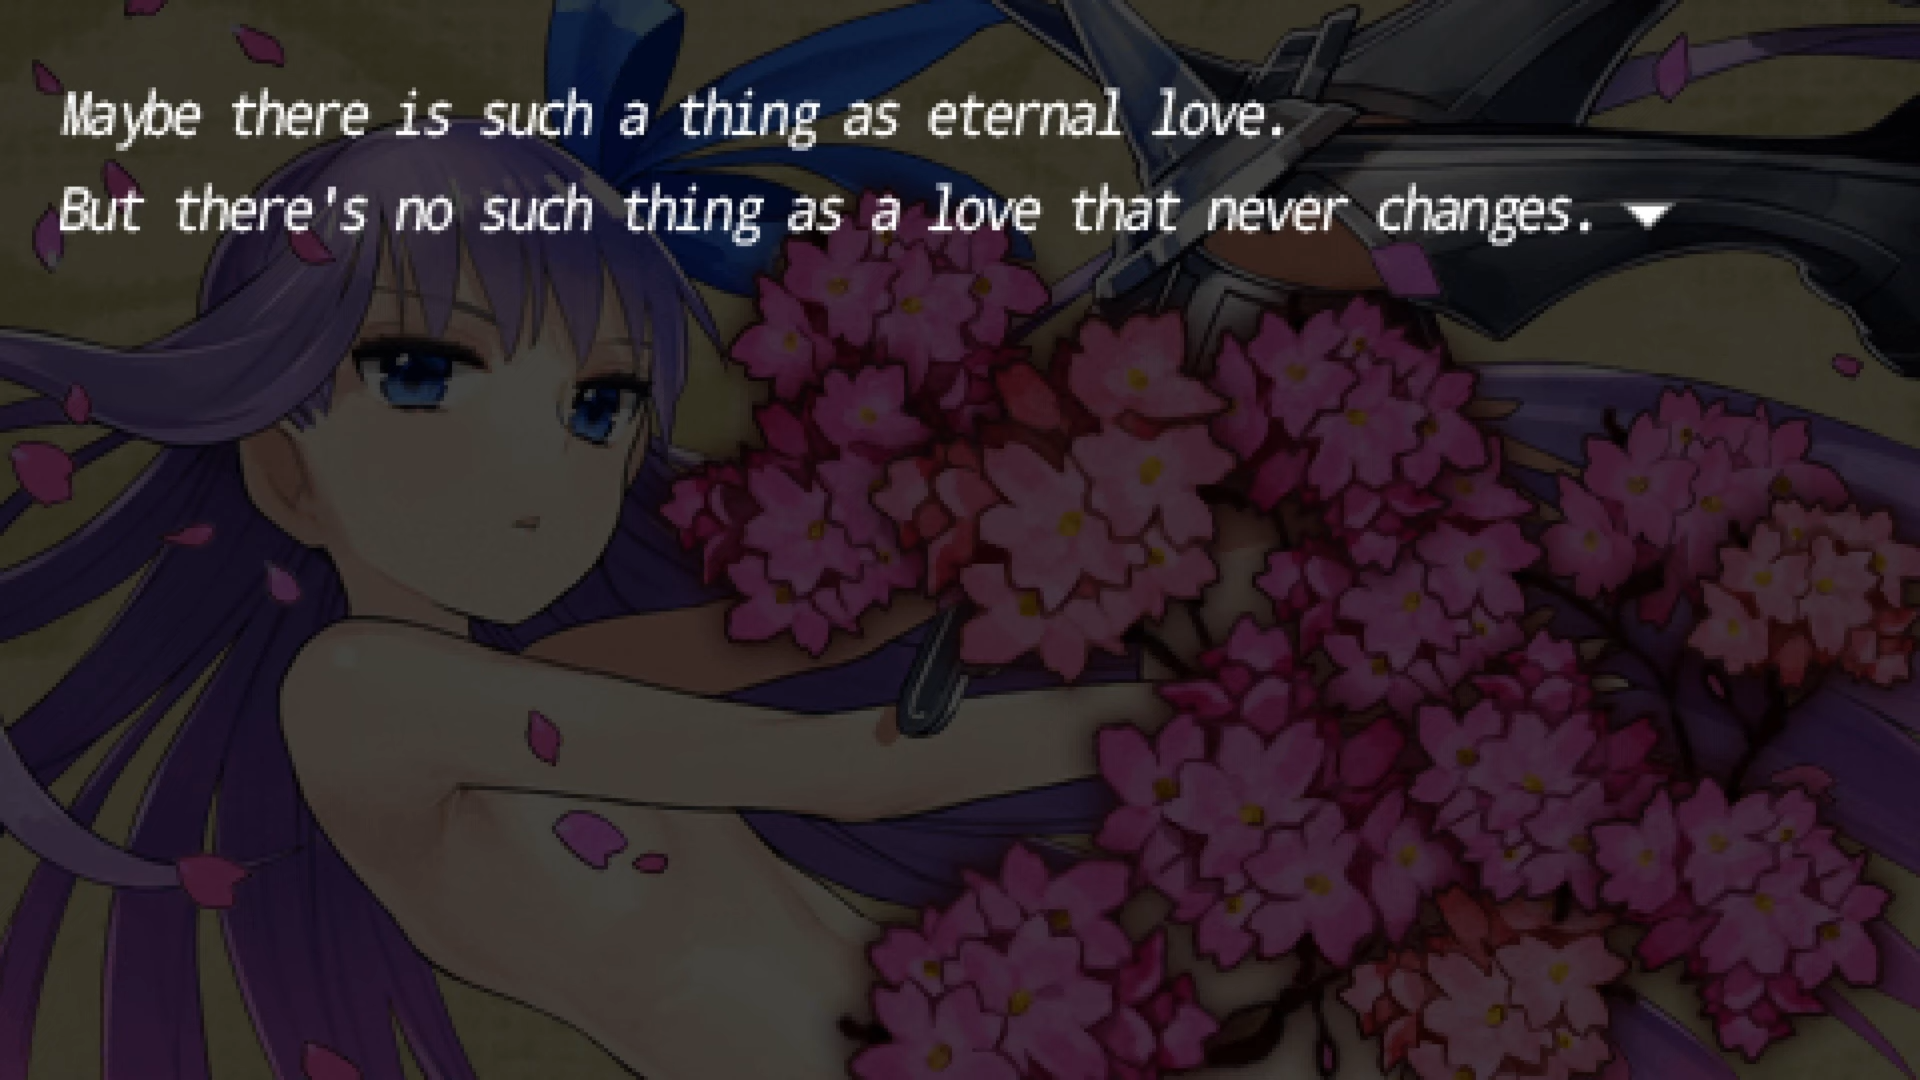 Maybe there is such a thing as eternal love.
But there's no such thing as a love that never changes.